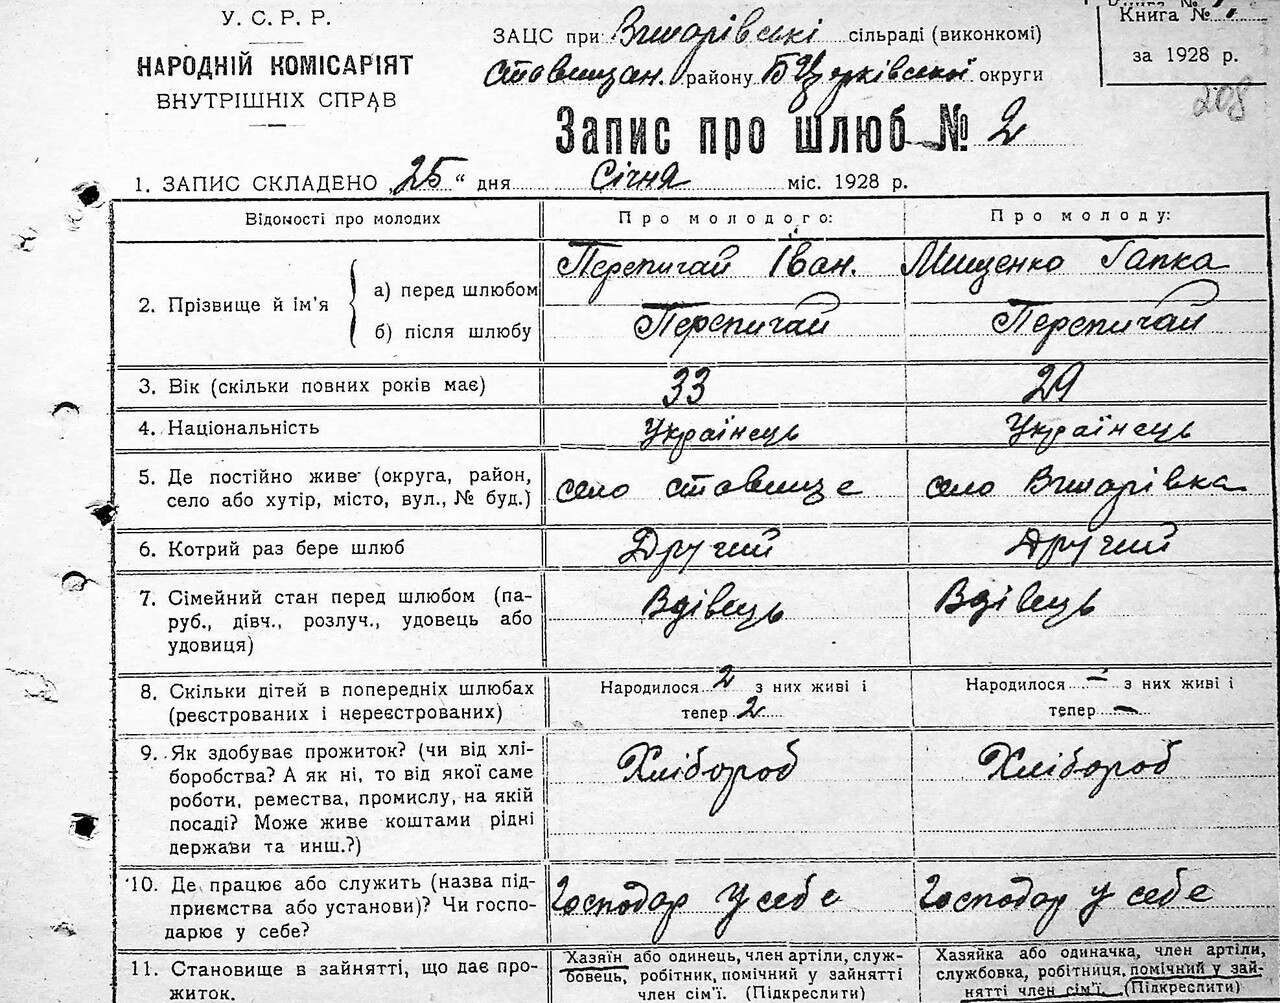 У. С. Р. Р.
НАРОДНІЙ КОМІСАРІЯТ
ВНУТРІШНІХ СПРАВ
Книга №
за 1928 р.
208
ЗАЦС при Вишарівські сільраді (виконкомі)
Ставищан. району БЦерківської округи
Запис про шлюб № 2
1. ЗАПИС СКЛАДЕНО „25“ дня Січня міс. 1928 р.
Відомості про молодих
Про молодого:
Про молоду:
2. Прізвище й ім'я
а) перед шлюбом
Перепичай Іван.
Мищенко Гапка
б) після шлюбу
Перепичай
Перепичай
3. Вік (скільки повних років має)
33
29
4. Національність
Українець
Українець
5. Де постійно живе (округа, район,
село або хутір, місто, вул., № буд.)
село ставище
село Вишарівка
6. Котрий раз бере шлюб
Другий
Другий
7. Сімейний стан перед шлюбом (па-
руб., дівч., розлуч., удовець або
удовиця)
Вдівець
Вдівець
8. Скільки дітей в попередніх шлюбах
(реєстрованих і нереєстрованих)
Народилося 2 з них живі і
тепер 2
Народилося - з них живі і
тепер -
9. Як здобуває прожиток? (чи від хлі-
боробства? А як ні, то від якої саме
роботи, ремества, промислу, на якій
посаді? Може живе коштами рідні
держави та инш.?)
Хлібороб
Хлібороб
10. Де працює або служить (назва під-
приємства або установи)? Чи госпо-
дарює у себе?
Господар у себе
Господар у себе
11. Становище в зайнятті, що дає про-
житок.
Хазяїн або одинець, член артіли, служ-
бовець, робітник, помічний у зайнятті
член сім'ї. (Підкреслити)
Хазяйка або одиначка, член артіли,
службовка, робітниця, помічний у зай-
нятті член сім'ї. (Підкреслити)